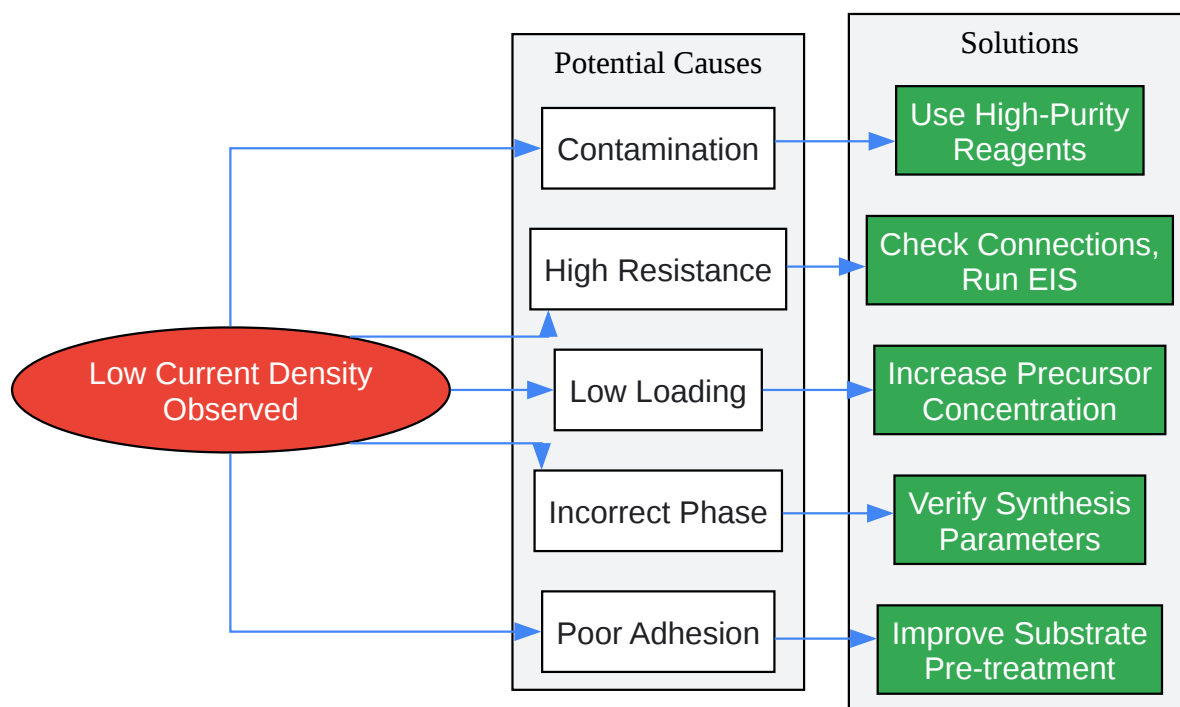 Low Current Density
Observed
Potential Causes
Contamination
High Resistance
Low Loading
Incorrect Phase
Poor Adhesion
Solutions
Use High-Purity
Reagents
Check Connections,
Run EIS
Increase Precursor
Concentration
Verify Synthesis
Parameters
Improve Substrate
Pre-treatment